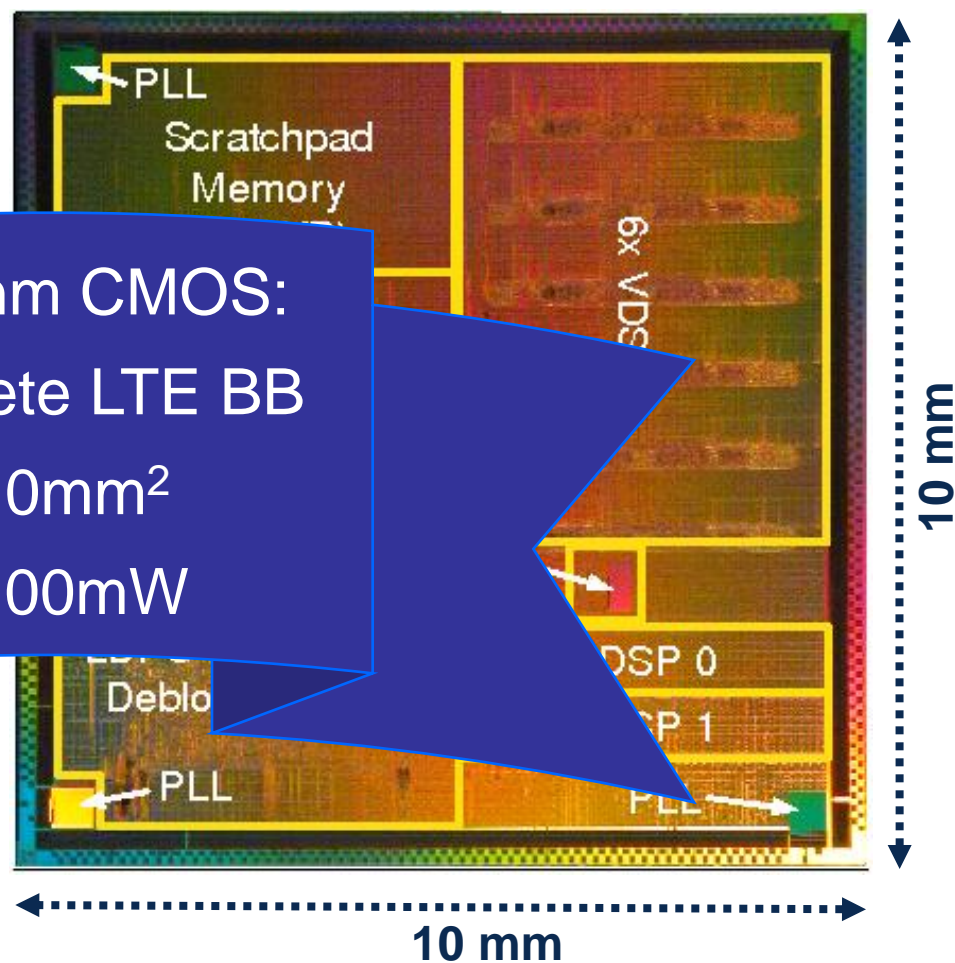 PLL
Scratchpad
Memory
6x VDS
nm CMOS:
ete LTE BB
0mm²
00mW
DSP 0
Deblo
SP 1
PLL
PLL
10 mm
10 mm